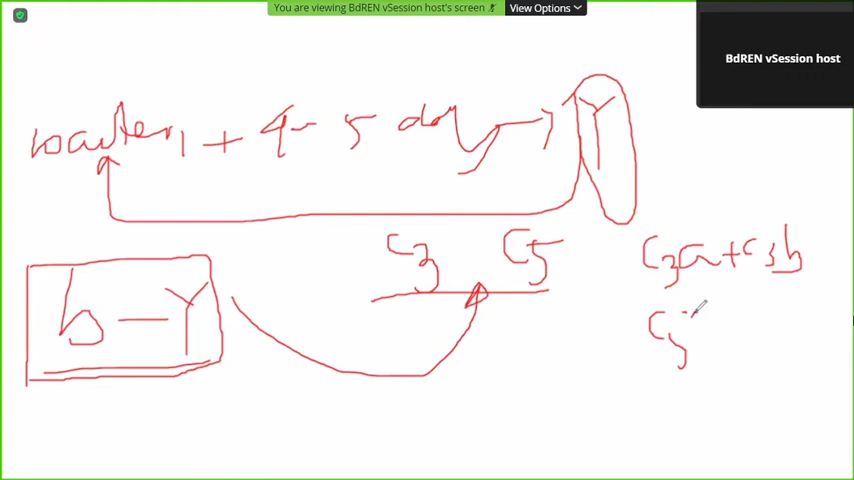 You are viewing BdREN vSession host's screen View Options
BdREN vSession host
bacteri + 4-5 day → Y
C3 C5
C3a+C3b
b — Y
C5